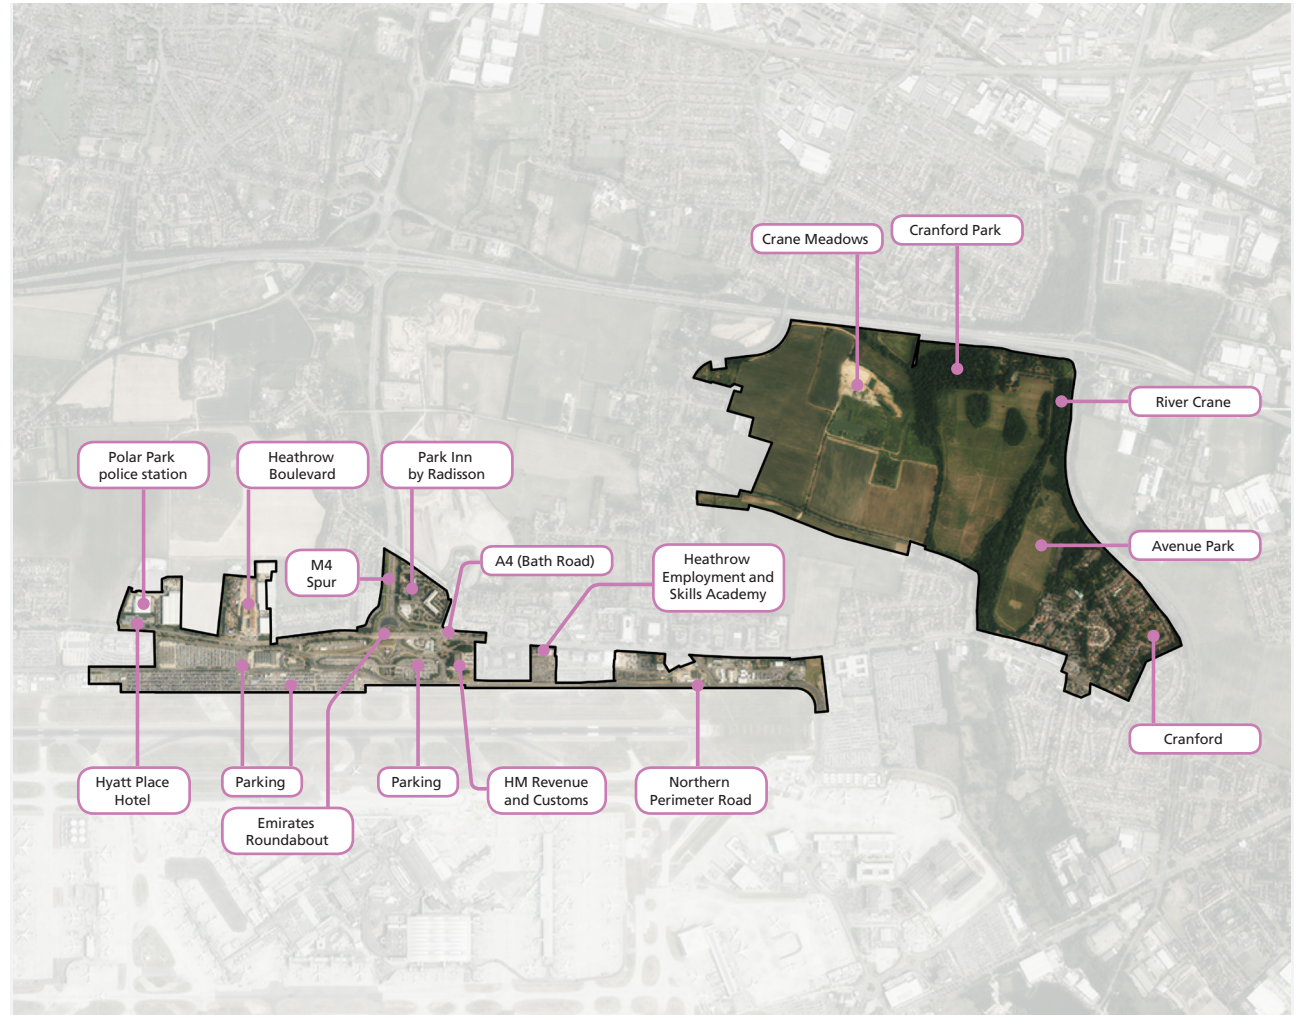 Cranford Park
Crane Meadows
River Crane
Polar Park
police station
Heathrow
Boulevard
Park Inn
by Radisson
M4
Spur
A4 (Bath Road)
Heathrow
Employment and
Skills Academy
Avenue Park
Cranford
Hyatt Place
Hotel
Parking
Parking
HM Revenue
and Customs
Northern
Perimeter Road
Emirates
Roundabout